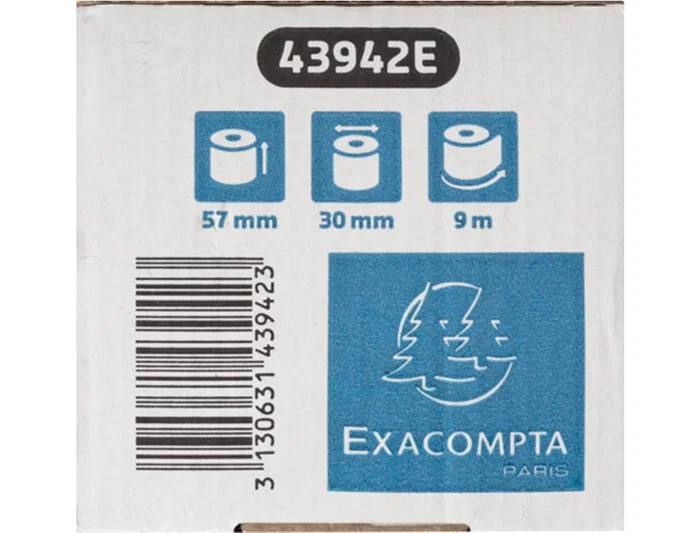 43942E
57 mm
30 mm
9 m
3 130631 439423
EXACOMPTA
PARIS